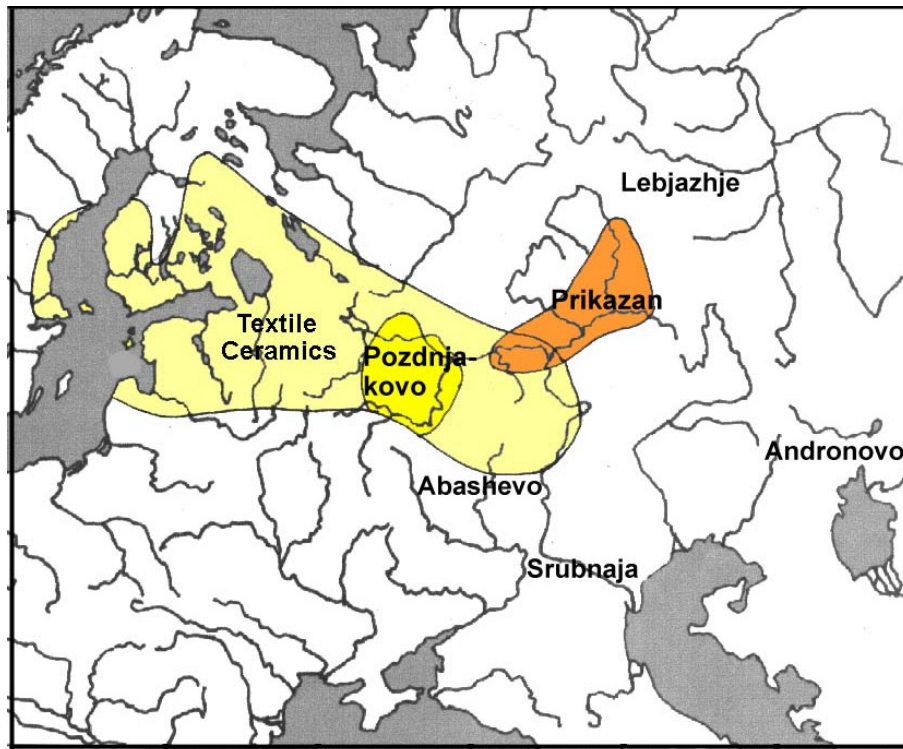 Lebjazhje
Prikazan
Textile
Ceramics
Pozdnja-
kovo
Andronovo
Abashevo
Srubnaja